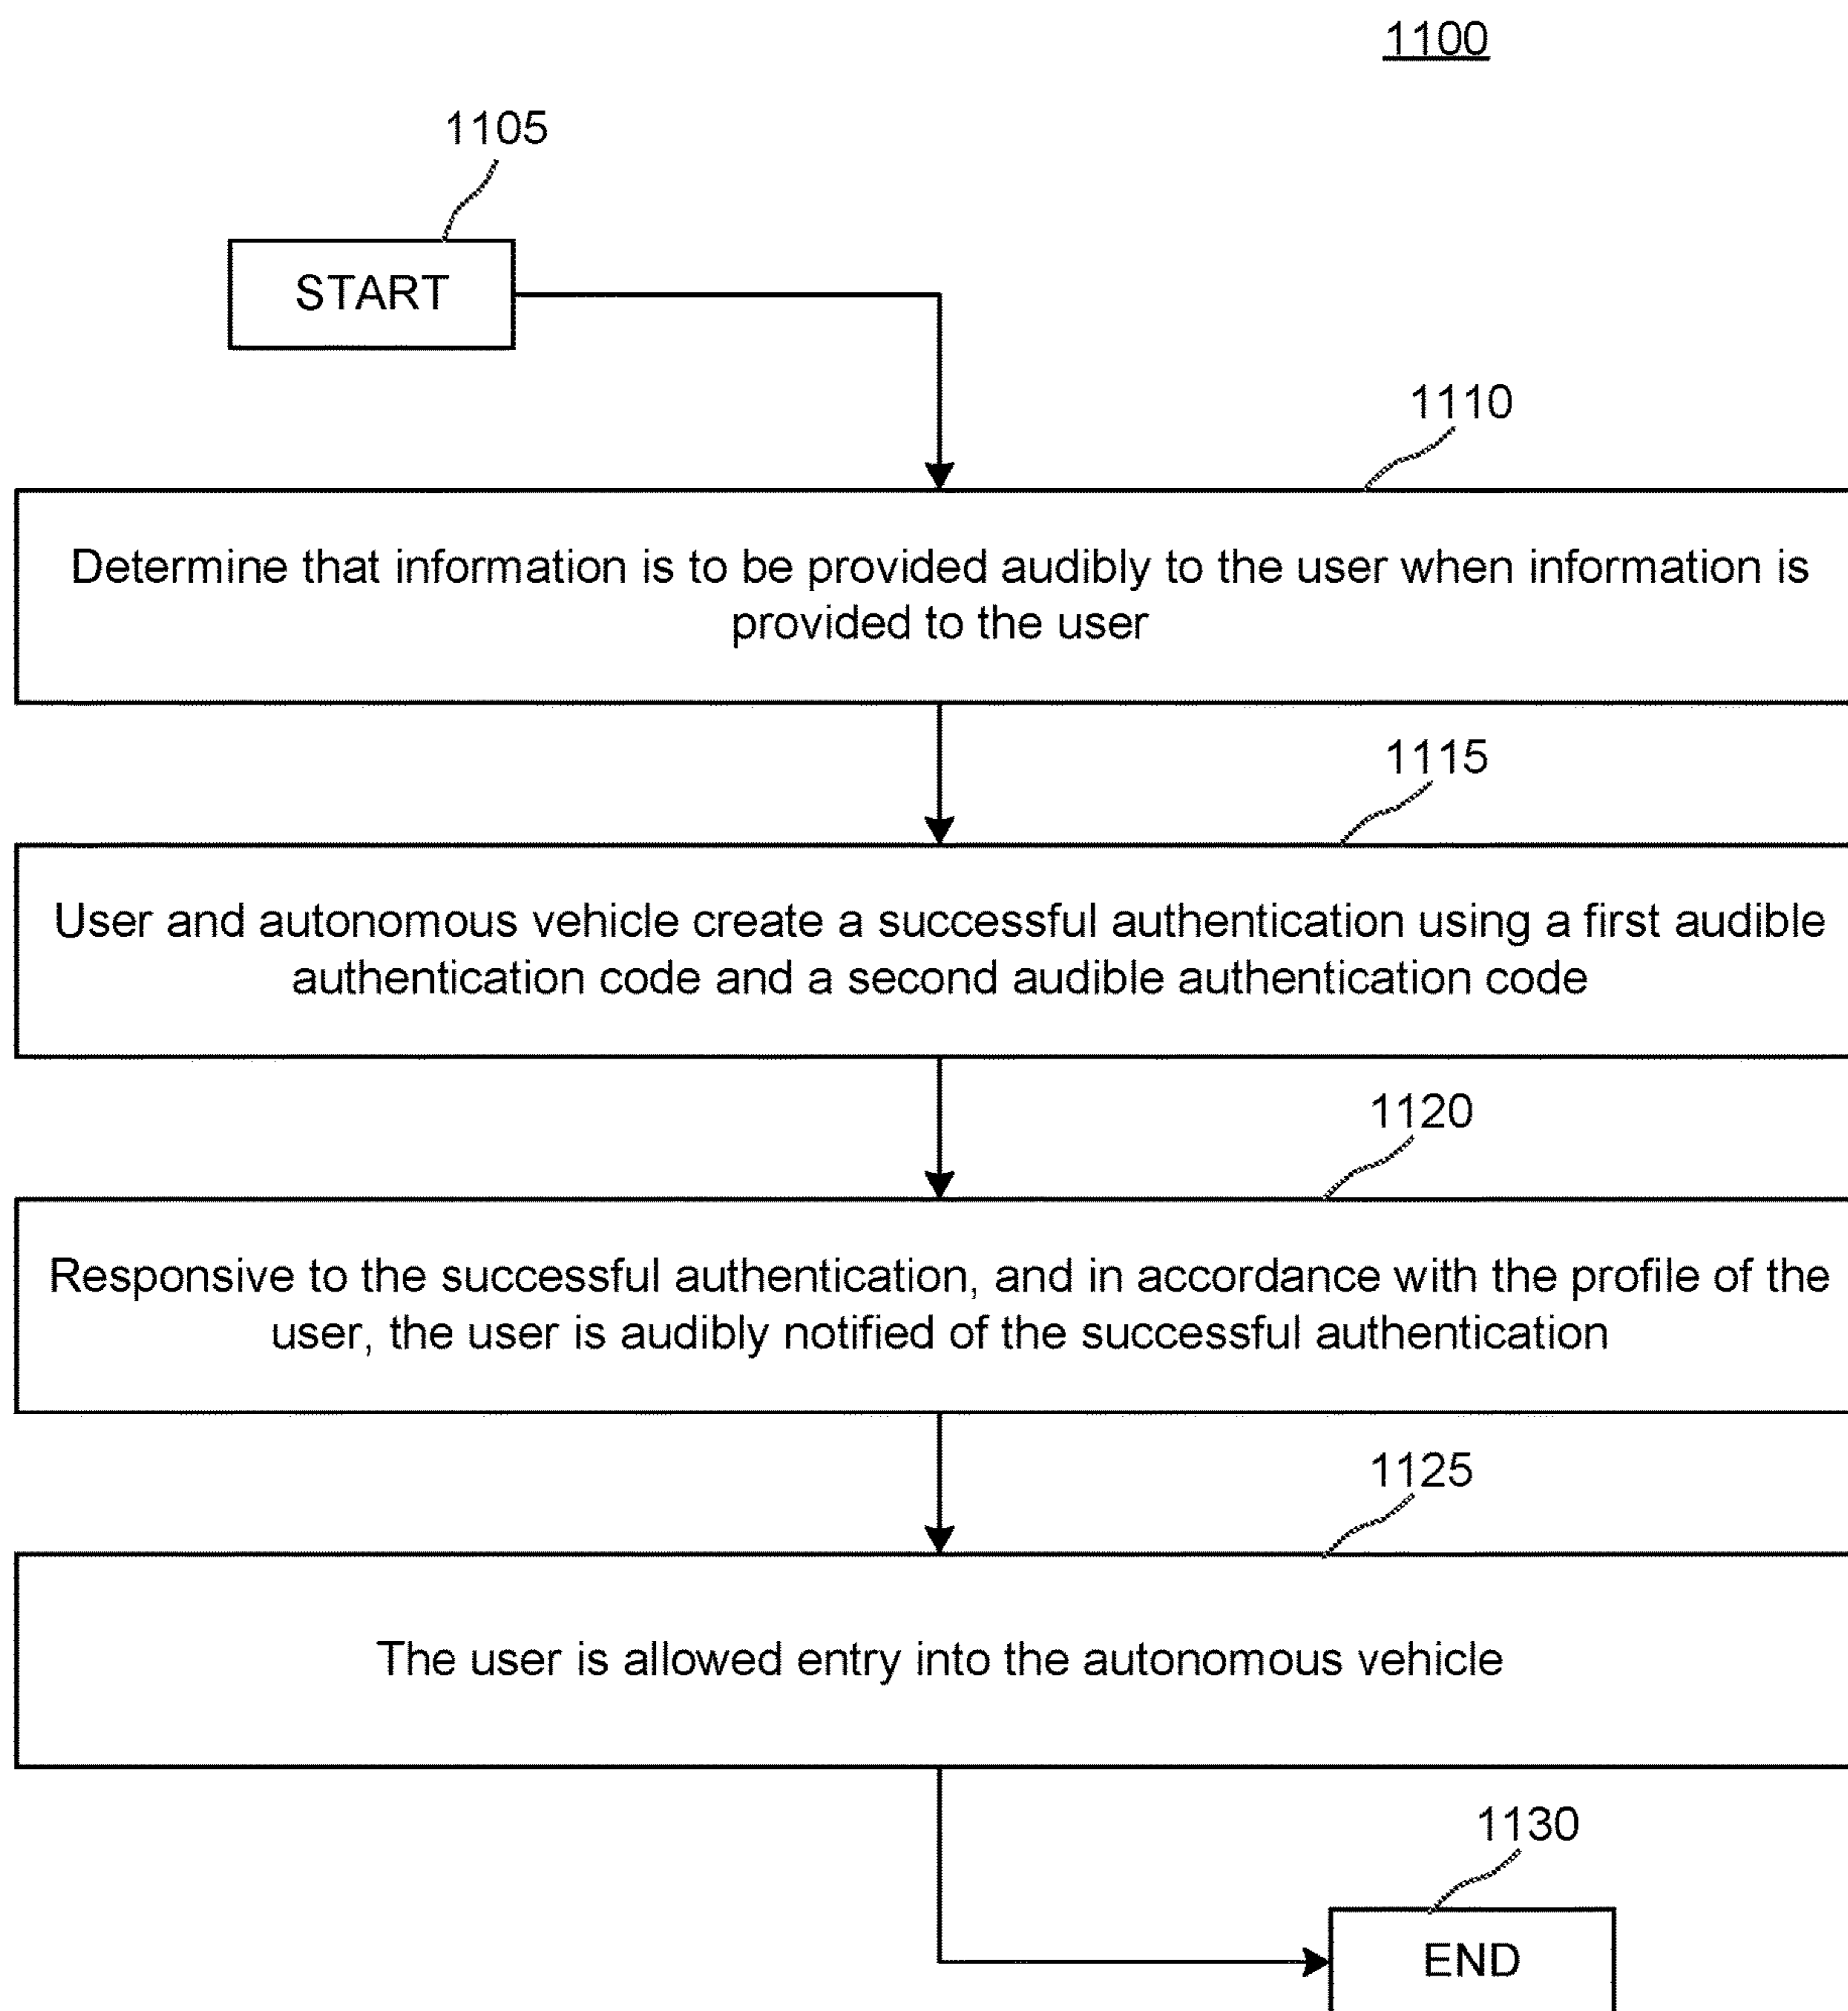 1100
1105
START
1110
Determine that information is to be provided audibly to the user when information is
provided to the user
1115
User and autonomous vehicle create a successful authentication using a first audible
authentication code and a second audible authentication code
1120
Responsive to the successful authentication, and in accordance with the profile of the
user, the user is audibly notified of the successful authentication
1125
The user is allowed entry into the autonomous vehicle
1130
END